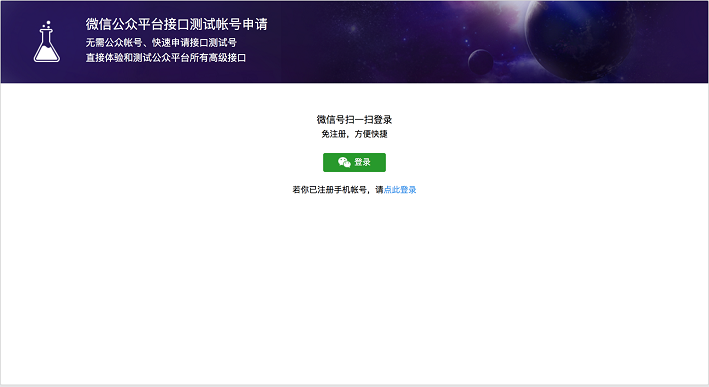 微信公众平台接口测试帐号申请
无需公众帐号、快速申请接口测试号
直接体验和测试公众平台所有高级接口
微信号扫一扫登录
免注册，方便快捷
登录
若你已注册手机帐号，请点此登录